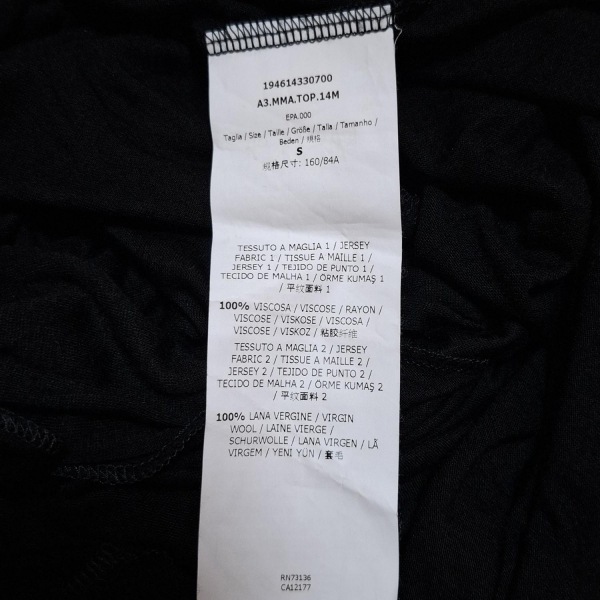 194614330700
A3.MMA.TOP.14M
EPA.000
Taglia / Size / Taille / Größe / Talla / Tamanho /
Beden / 规格
S
规格尺寸: 160/84A
TESSUTO A MAGLIA 1 / JERSEY
FABRIC 1 / TISSUE A MAILLE 1 /
JERSEY 1 / TEJIDO DE PUNTO 1 /
TECIDO DE MALHA 1 / ÖRME KUMAŞ 1
/ 平纹面料 1
100% VISCOSA / VISCOSE / RAYON /
VISCOSE / VISKOSE / VISCOSA /
VISCOSE / VISKOZ / 粘胶纤维
TESSUTO A MAGLIA 2 / JERSEY
FABRIC 2 / TISSUE A MAILLE 2
/ JERSEY 2 / TEJIDO DE PUNTO 2 /
TECIDO DE MALHA 2 / ÖRME KUMAŞ 2
/ 平纹面料 2
100% LANA VERGINE / VIRGIN
WOOL / LAINE VIERGE /
SCHURWOLLE / LANA VIRGEN / LÃ
VIRGEM / YENI YÜN / 羊毛
RN73136
CA12177